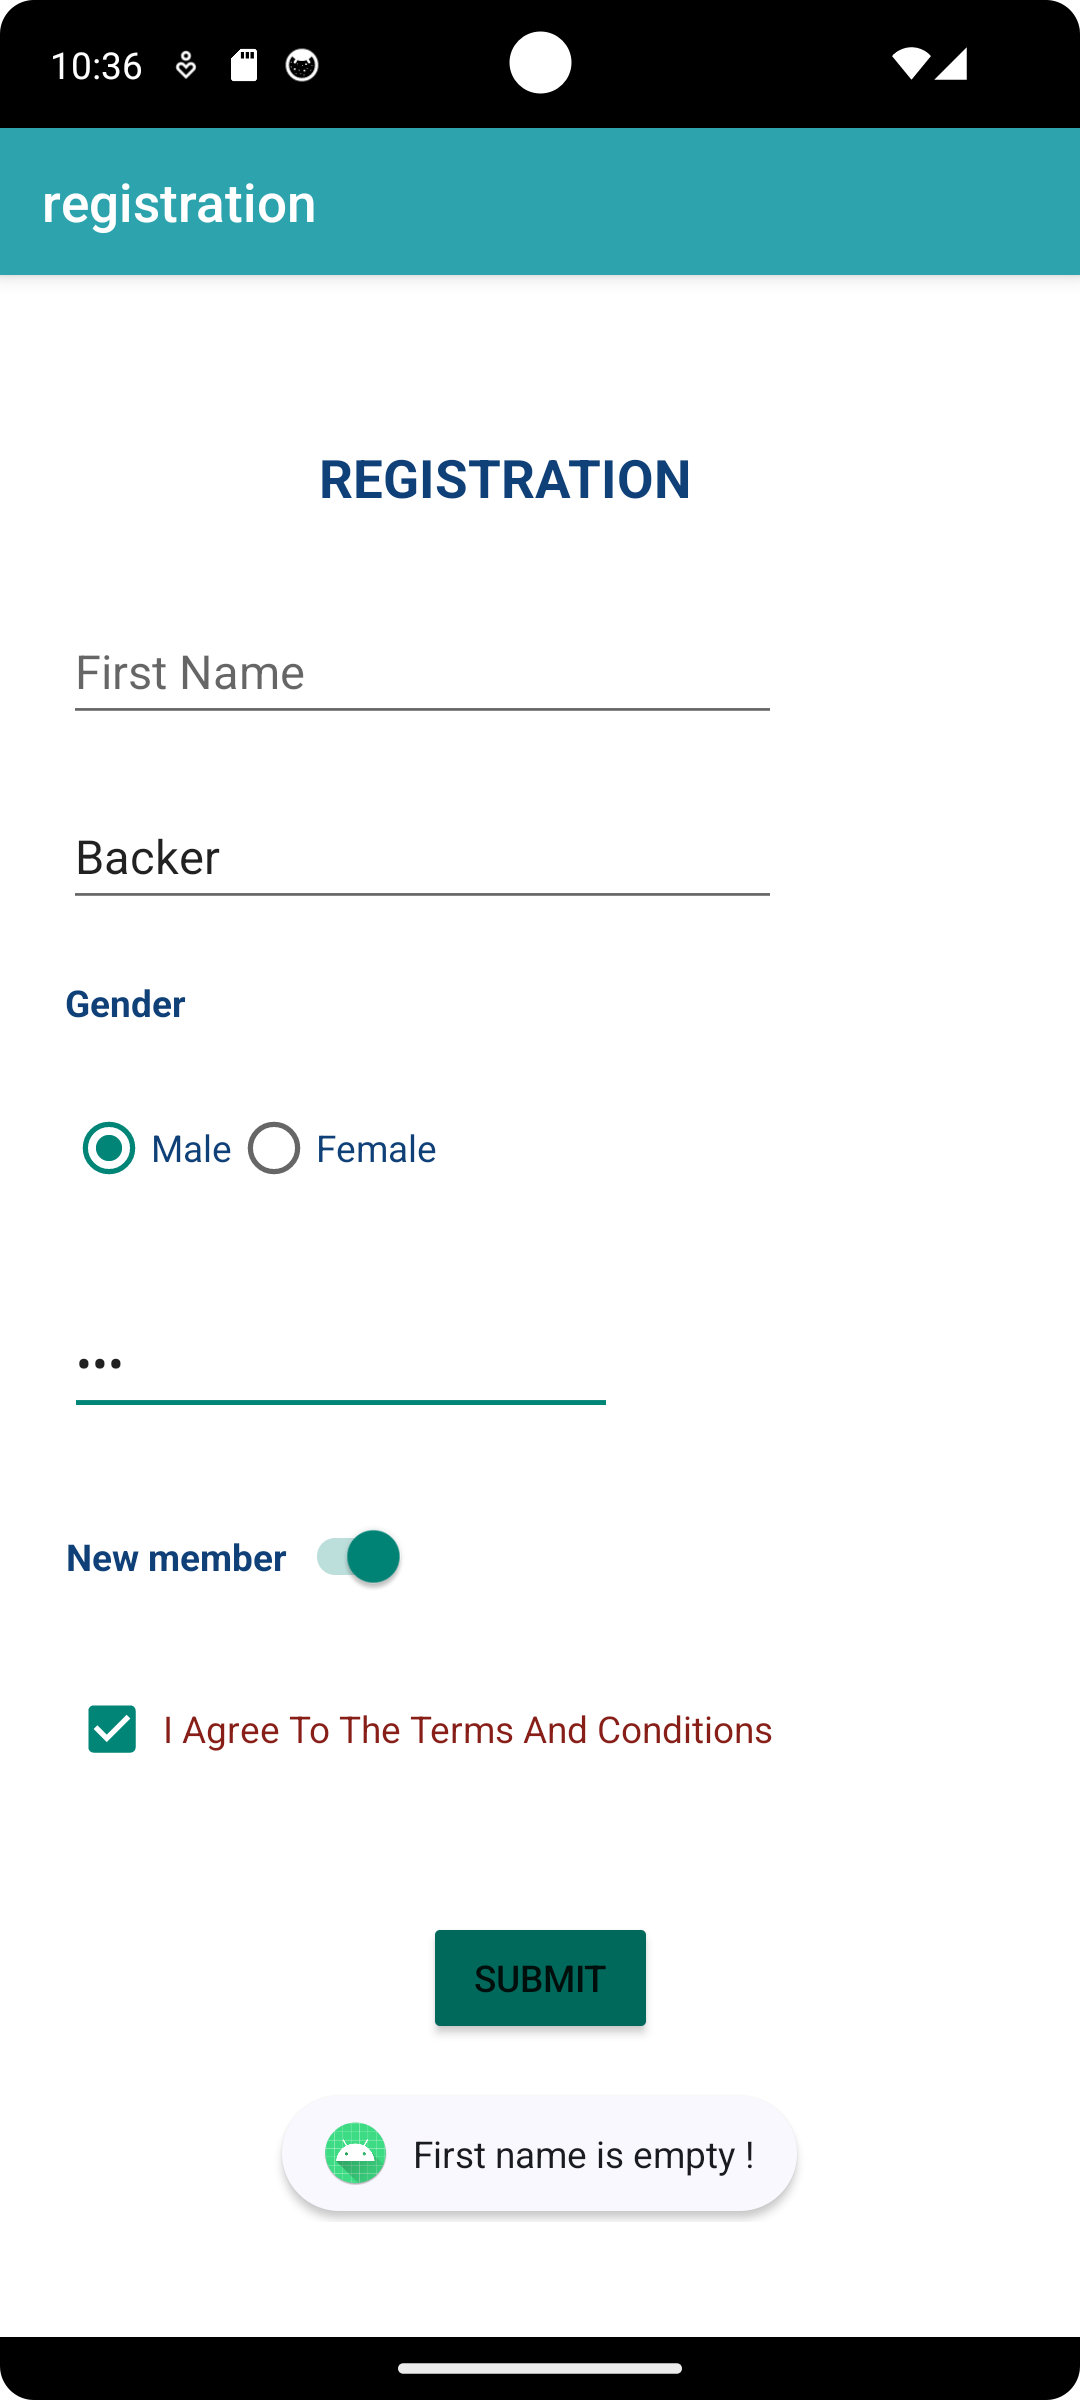 10:36
registration
REGISTRATION
First Name
Backer
Gender
Male Female
•••
New member
I Agree To The Terms And Conditions
SUBMIT
First name is empty !